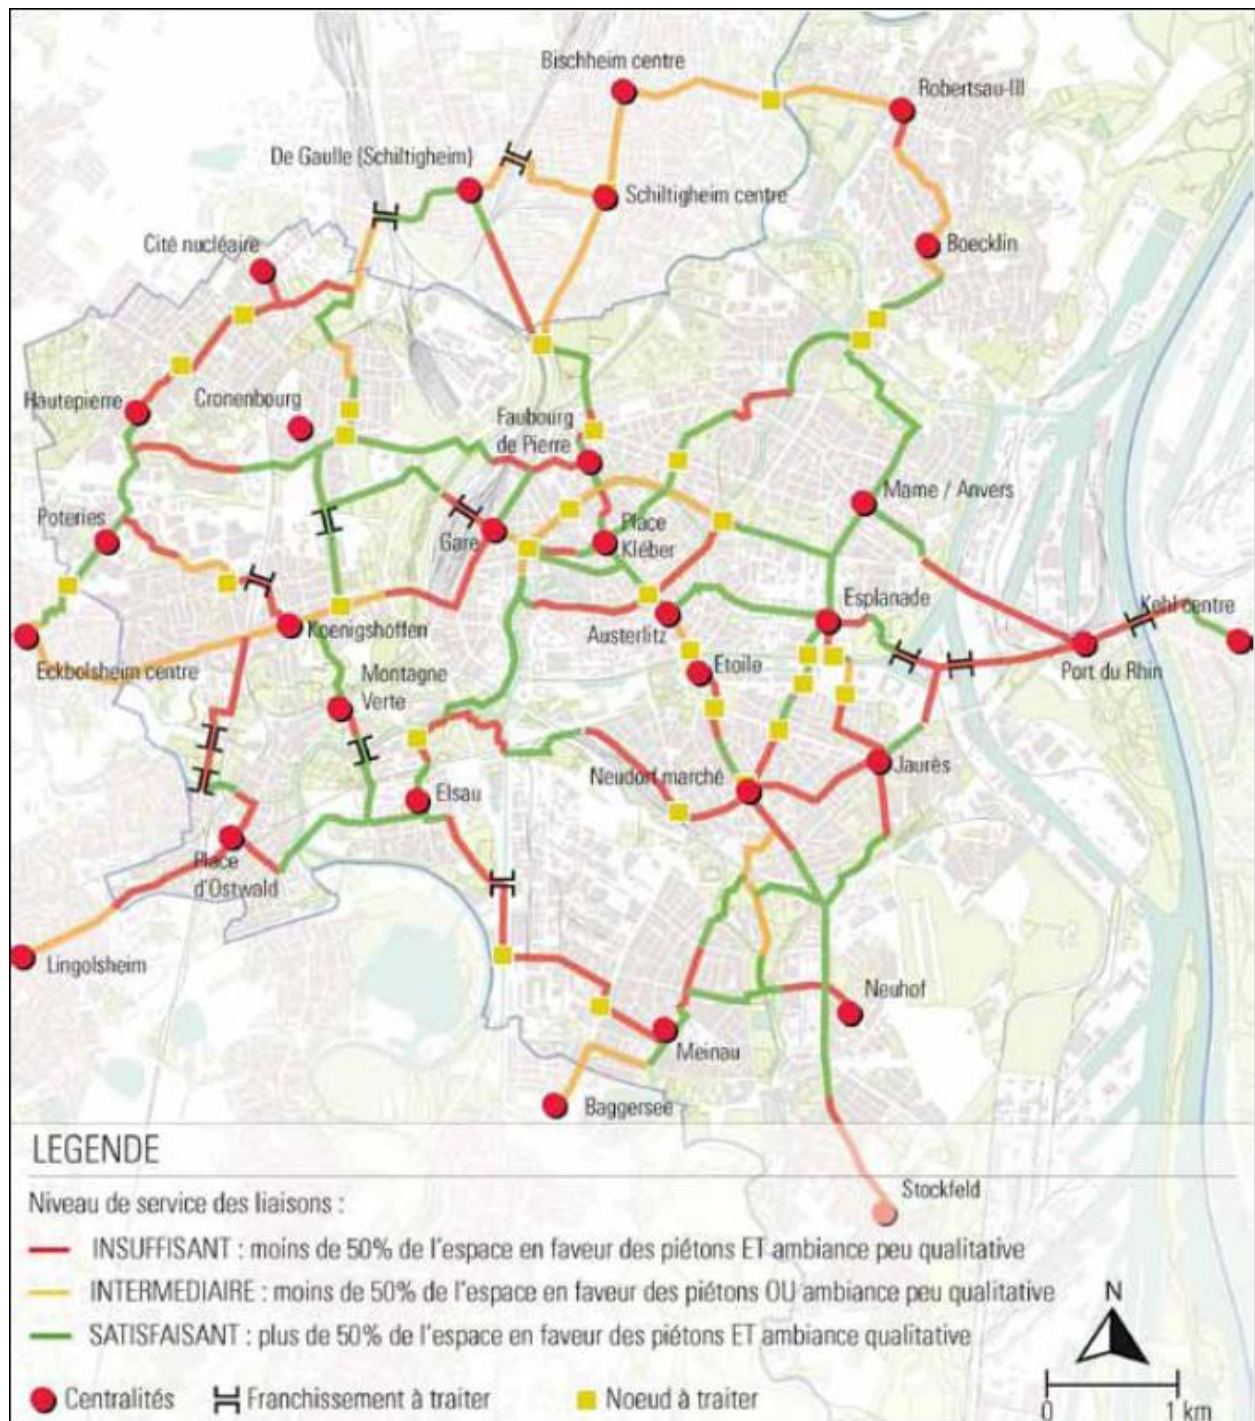 Bischheim centre
Robertsau-III
De Gaulle (Schiltigheim)
Schiltigheim centre
Cité nucléaire
Boecklin
Hautepierre
Cronenbourg
Faubourg
de Pierre
Marne / Anvers
Poteries
Gare
Place
Kléber
Esplanade
Kehl centre
Koenigshoffen
Austerlitz
Eckbolsheim centre
Montagne
Verte
Etoile
Port du Rhin
Neudorf marché
Jaurès
Elsau
Place
d'Ostwald
Lingolsheim
Neuhof
Meinau
Baggersee
LEGENDE
Stockfeld
Niveau de service des liaisons :
INSUFFISANT : moins de 50% de l'espace en faveur des piétons ET ambiance peu qualitative
INTERMEDIAIRE : moins de 50% de l'espace en faveur des piétons OU ambiance peu qualitative
SATISFAISANT : plus de 50% de l'espace en faveur des piétons ET ambiance qualitative
N
Centralités Franchissement à traiter Noeud à traiter
0 1 km